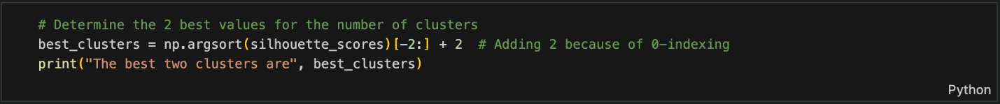 # Determine the 2 best values for the number of clusters
best_clusters = np.argsort(silhouette_scores)[-2:] + 2  # Adding 2 because of 0-indexing
print("The best two clusters are", best_clusters)
Python